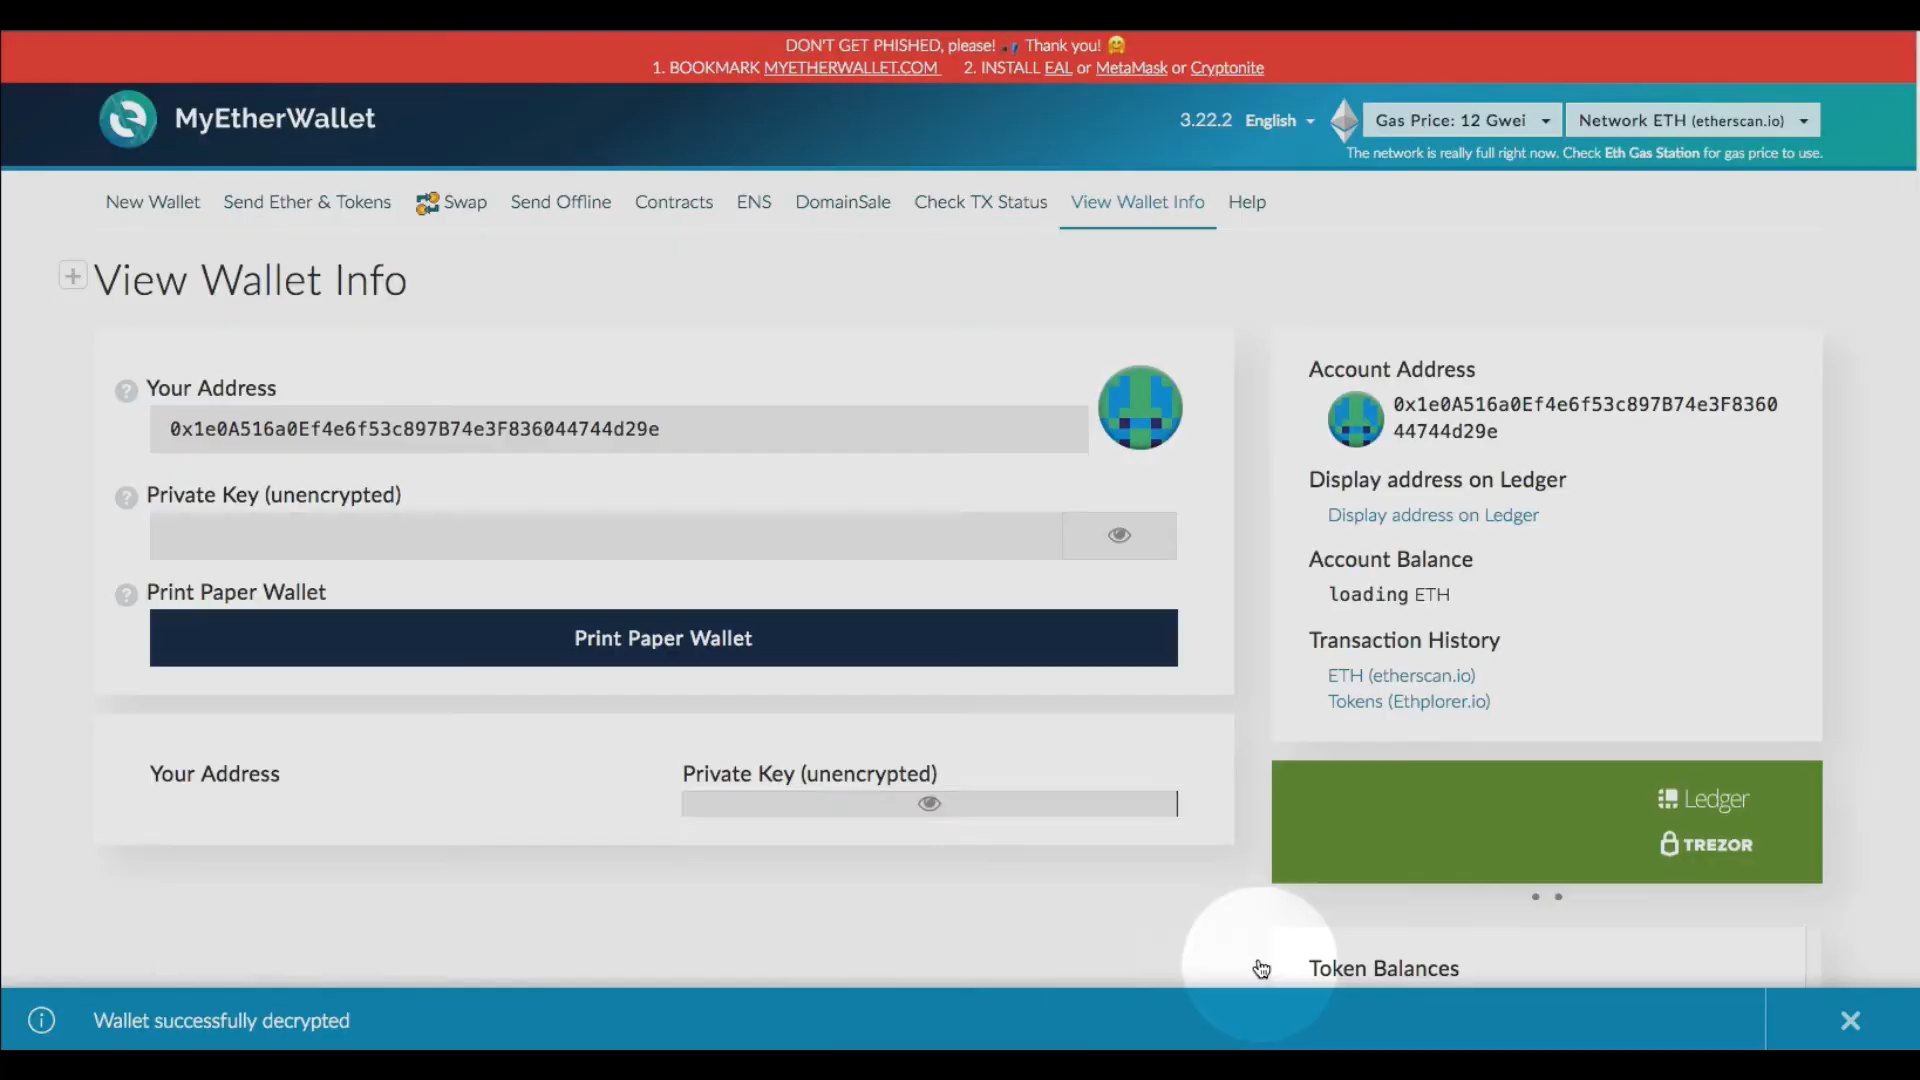 DON'T GET PHISHED, please! Thank you! 🤗
1. BOOKMARK MYETHERWALLET.COM 2. INSTALL EAL or MetaMask or Cryptonite
MyEtherWallet
3.22.2 English
Gas Price: 12 Gwei
Network ETH (etherscan.io)
The network is really full right now. Check Eth Gas Station for gas price to use.
New Wallet Send Ether & Tokens Swap Send Offline Contracts ENS DomainSale Check TX Status View Wallet Info Help
+ View Wallet Info
Your Address
0x1e0A516a0Ef4e6f53c897B74e3F836044744d29e
Private Key (unencrypted)
Print Paper Wallet
Print Paper Wallet
Your Address
Private Key (unencrypted)
Account Address
0x1e0A516a0Ef4e6f53c897B74e3F8360
44744d29e
Display address on Ledger
Display address on Ledger
Account Balance
loading ETH
Transaction History
ETH (etherscan.io)
Tokens (Ethplorer.io)
Ledger
TREZOR
Token Balances
Wallet successfully decrypted